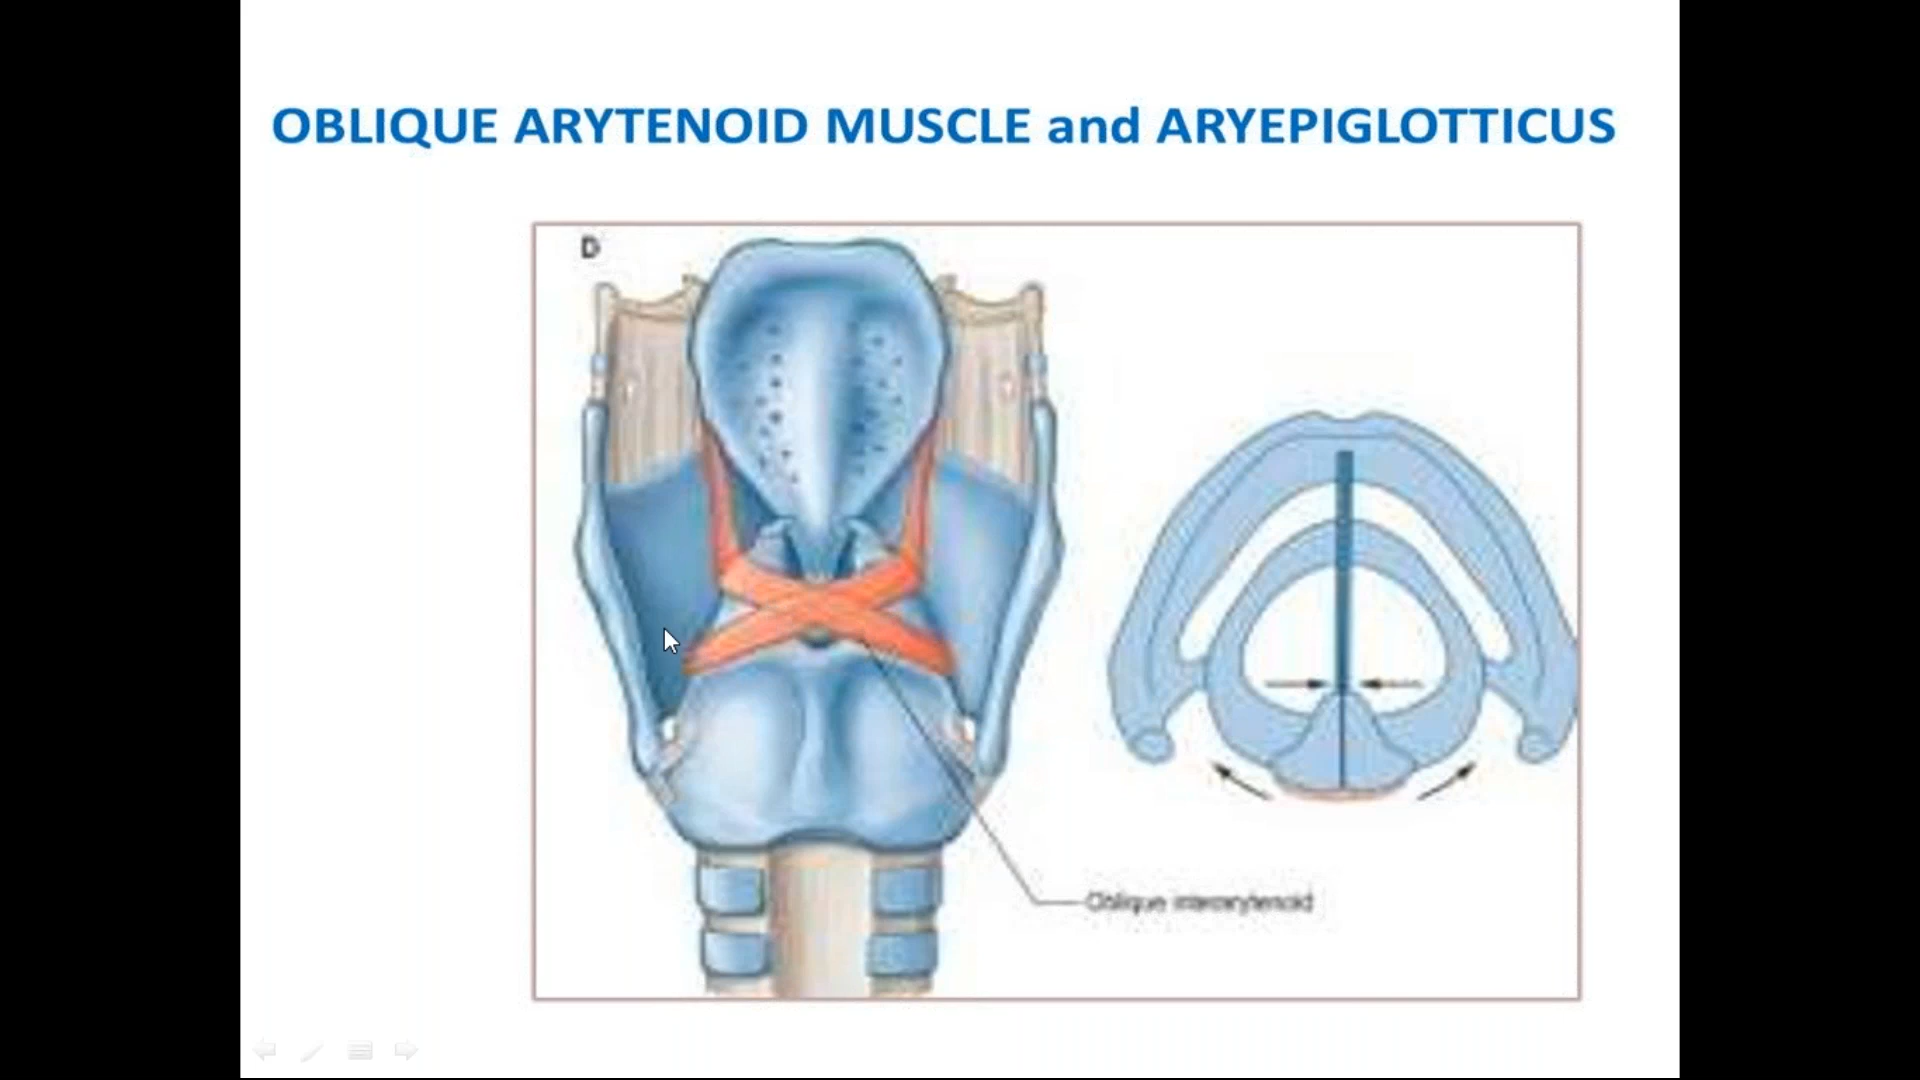 OBLIQUE ARYTENOID MUSCLE and ARYEPIGLOTTICUS
D
Oblique interarytenoid